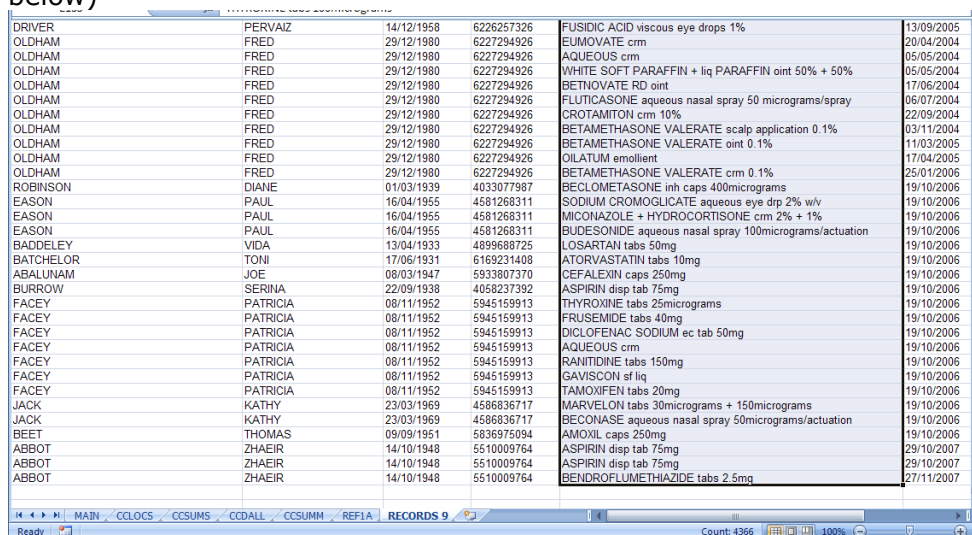 below)
DRIVER PERVAIZ 14/12/1958 6226257326 FUSIDIC ACID viscous eye drops 1% 13/09/2005
OLDHAM FRED 29/12/1980 6227294926 EUMOVATE crm 20/04/2004
OLDHAM FRED 29/12/1980 6227294926 AQUEOUS crm 05/05/2004
OLDHAM FRED 29/12/1980 6227294926 WHITE SOFT PARAFFIN + liq PARAFFIN oint 50% + 50% 05/05/2004
OLDHAM FRED 29/12/1980 6227294926 BETNOVATE RD oint 17/06/2004
OLDHAM FRED 29/12/1980 6227294926 FLUTICASONE aqueous nasal spray 50 micrograms/spray 06/07/2004
OLDHAM FRED 29/12/1980 6227294926 CROTAMITON crm 10% 22/09/2004
OLDHAM FRED 29/12/1980 6227294926 BETAMETHASONE VALERATE scalp application 0.1% 03/11/2004
OLDHAM FRED 29/12/1980 6227294926 BETAMETHASONE VALERATE oint 0.1% 11/03/2005
OLDHAM FRED 29/12/1980 6227294926 OILATUM emollient 17/04/2005
OLDHAM FRED 29/12/1980 6227294926 BETAMETHASONE VALERATE crm 0.1% 25/01/2006
ROBINSON DIANE 01/03/1939 4033077987 BECLOMETASONE inh caps 400micrograms 19/10/2006
EASON PAUL 16/04/1955 4581268311 SODIUM CROMOGLICATE aqueous eye drp 2% w/v 19/10/2006
EASON PAUL 16/04/1955 4581268311 MICONAZOLE + HYDROCORTISONE crm 2% + 1% 19/10/2006
EASON PAUL 16/04/1955 4581268311 BUDESONIDE aqueous nasal spray 100micrograms/actuation 19/10/2006
BADDELEY VIDA 13/04/1933 4899688725 LOSARTAN tabs 50mg 19/10/2006
BATCHELOR TONI 17/06/1931 6169231408 ATORVASTATIN tabs 10mg 19/10/2006
ABALUNAM JOE 08/03/1947 5933807370 CEFALEXIN caps 250mg 19/10/2006
BURROW SERINA 22/09/1938 4058237392 ASPIRIN disp tab 75mg 19/10/2006
FACEY PATRICIA 08/11/1952 5945159913 THYROXINE tabs 25micrograms 19/10/2006
FACEY PATRICIA 08/11/1952 5945159913 FRUSEMIDE tabs 40mg 19/10/2006
FACEY PATRICIA 08/11/1952 5945159913 DICLOFENAC SODIUM ec tab 50mg 19/10/2006
FACEY PATRICIA 08/11/1952 5945159913 AQUEOUS crm 19/10/2006
FACEY PATRICIA 08/11/1952 5945159913 RANITIDINE tabs 150mg 19/10/2006
FACEY PATRICIA 08/11/1952 5945159913 GAVISCON sf liq 19/10/2006
FACEY PATRICIA 08/11/1952 5945159913 TAMOXIFEN tabs 20mg 19/10/2006
JACK KATHY 23/03/1969 4586836717 MARVELON tabs 30micrograms + 150micrograms 19/10/2006
JACK KATHY 23/03/1969 4586836717 BECONASE aqueous nasal spray 50micrograms/actuation 19/10/2006
BEET THOMAS 09/09/1951 5836975094 AMOXIL caps 250mg 19/10/2006
ABBOT ZHAEIR 14/10/1948 5510009764 ASPIRIN disp tab 75mg 29/10/2007
ABBOT ZHAEIR 14/10/1948 5510009764 ASPIRIN disp tab 75mg 29/10/2007
ABBOT ZHAEIR 14/10/1948 5510009764 BENDROFLUMETHIAZIDE tabs 2.5mg 27/11/2007
MAIN CCLOCS CCSUMS CCDALL CCSUMM REF1A RECORDS 9
Ready Count: 4366 100%